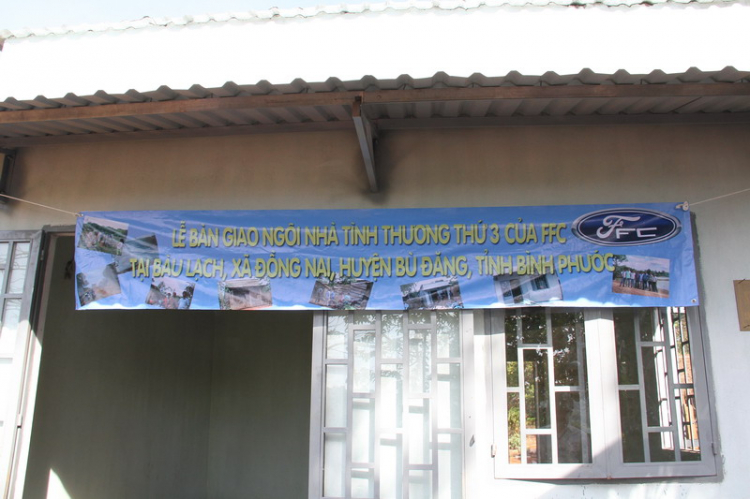 LỄ BÀN GIAO NGÔI NHÀ TÌNH THƯƠNG THỨ 3 CỦA FFC
TẠI BÀU LẠCH, XÃ ĐỒNG NAI, HUYỆN BÙ ĐĂNG, TỈNH BÌNH PHƯỚC
FFC